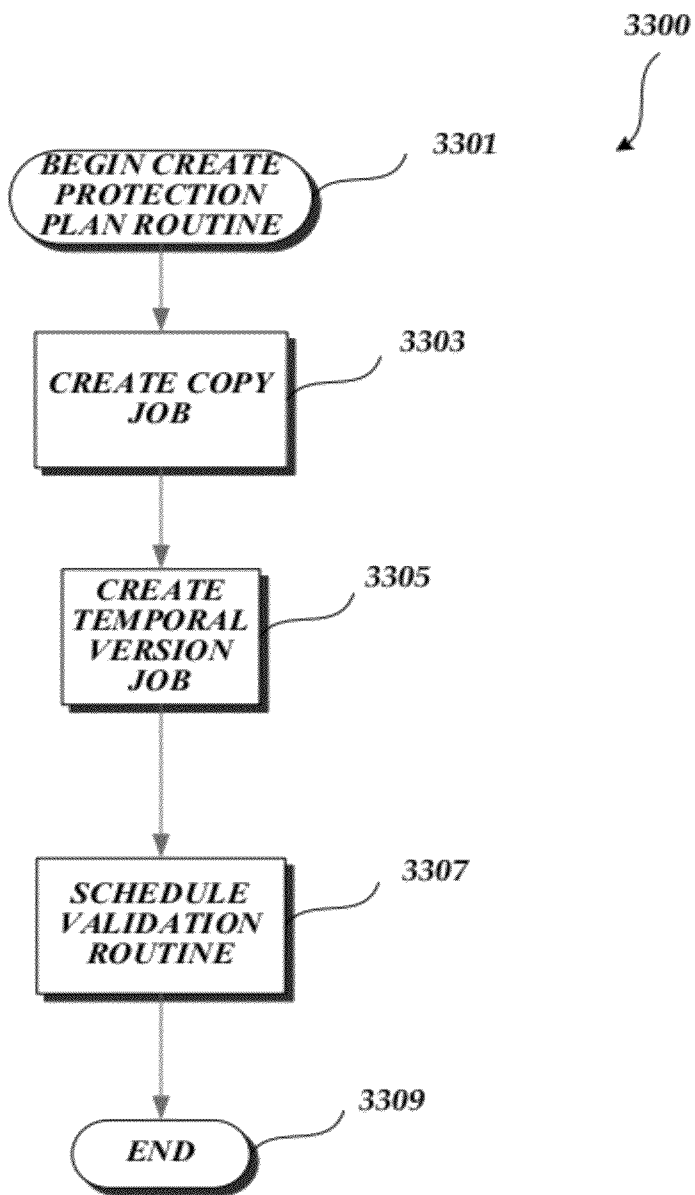 3300
BEGIN CREATE
PROTECTION
PLAN ROUTINE
3301
CREATE COPY
JOB
3303
CREATE
TEMPORAL
VERSION
JOB
3305
SCHEDULE
VALIDATION
ROUTINE
3307
END
3309